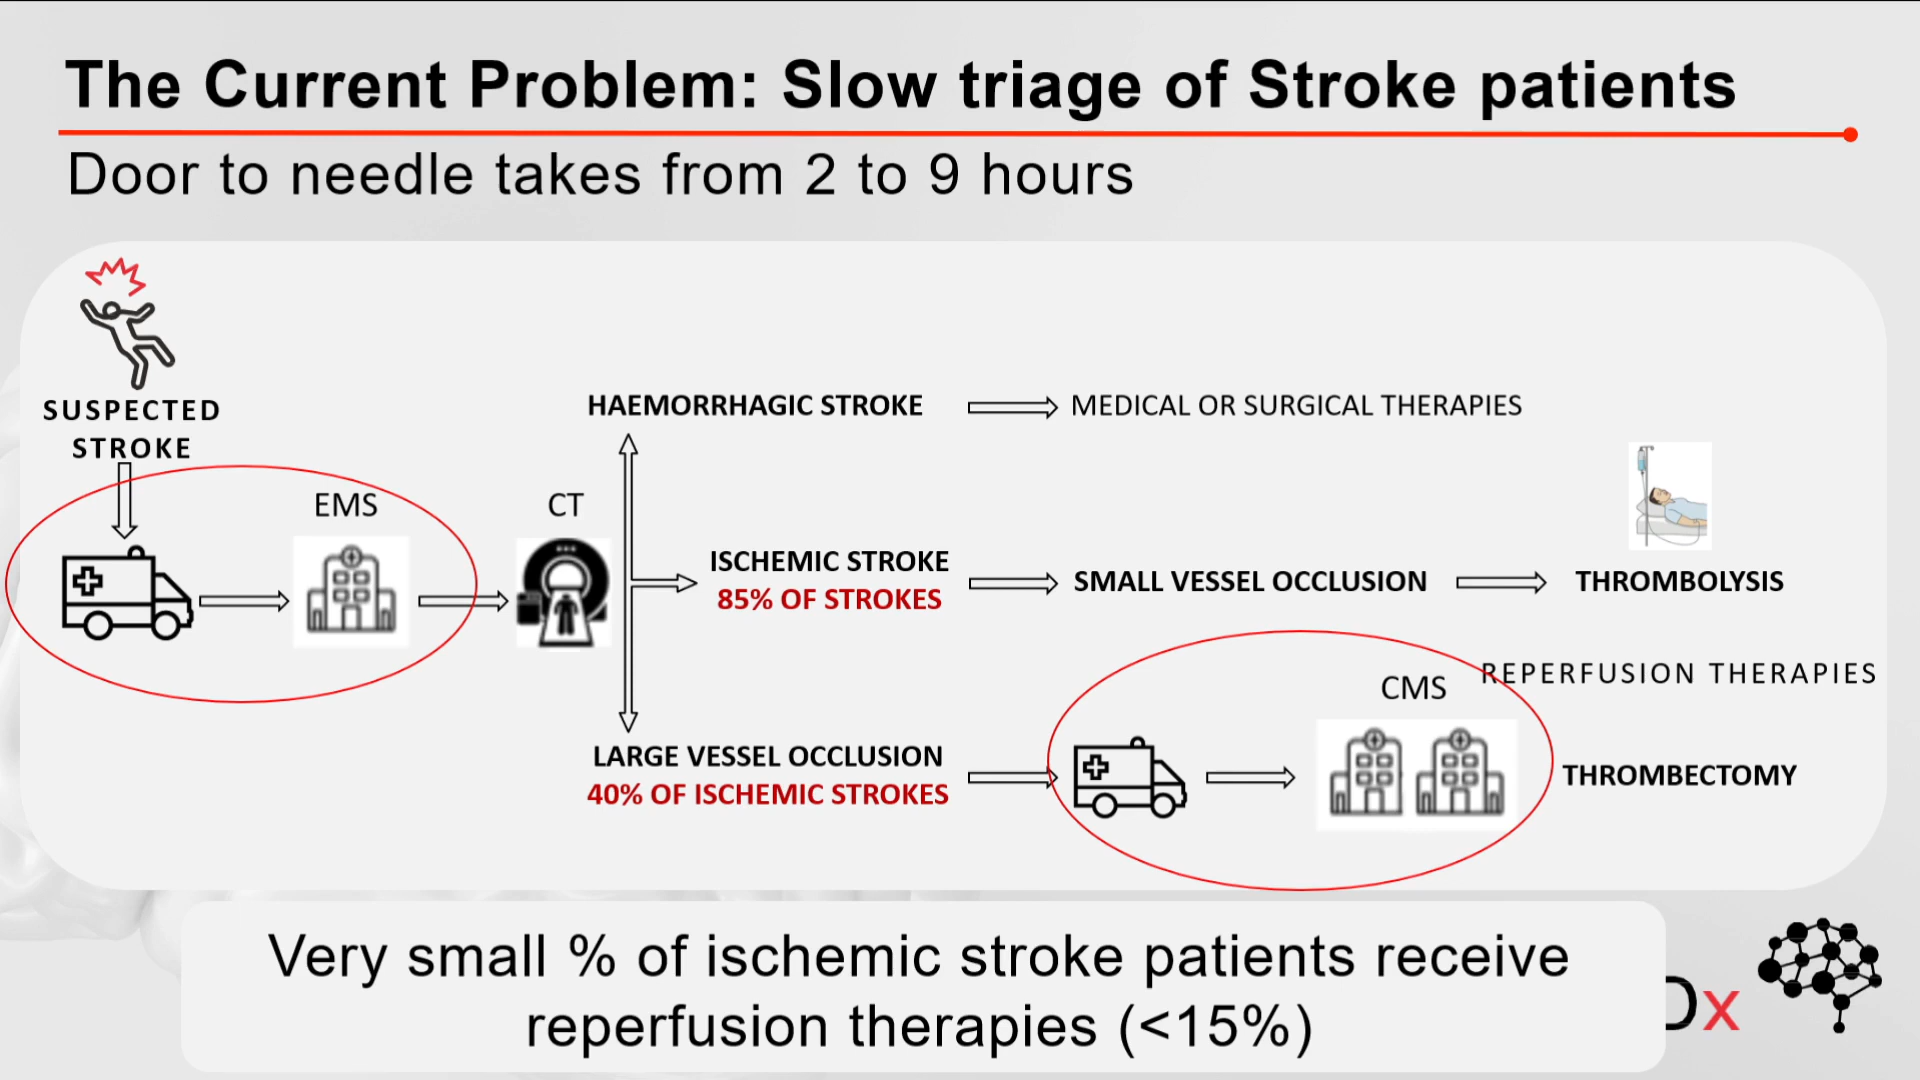 The Current Problem: Slow triage of Stroke patients
Door to needle takes from 2 to 9 hours
SUSPECTED
STROKE
EMS
CT
HAEMORRHAGIC STROKE
MEDICAL OR SURGICAL THERAPIES
ISCHEMIC STROKE
85% OF STROKES
SMALL VESSEL OCCLUSION
THROMBOLYSIS
REPERFUSION THERAPIES
LARGE VESSEL OCCLUSION
40% OF ISCHEMIC STROKES
CMS
THROMBECTOMY
Very small % of ischemic stroke patients receive
reperfusion therapies (<15%)
Dx